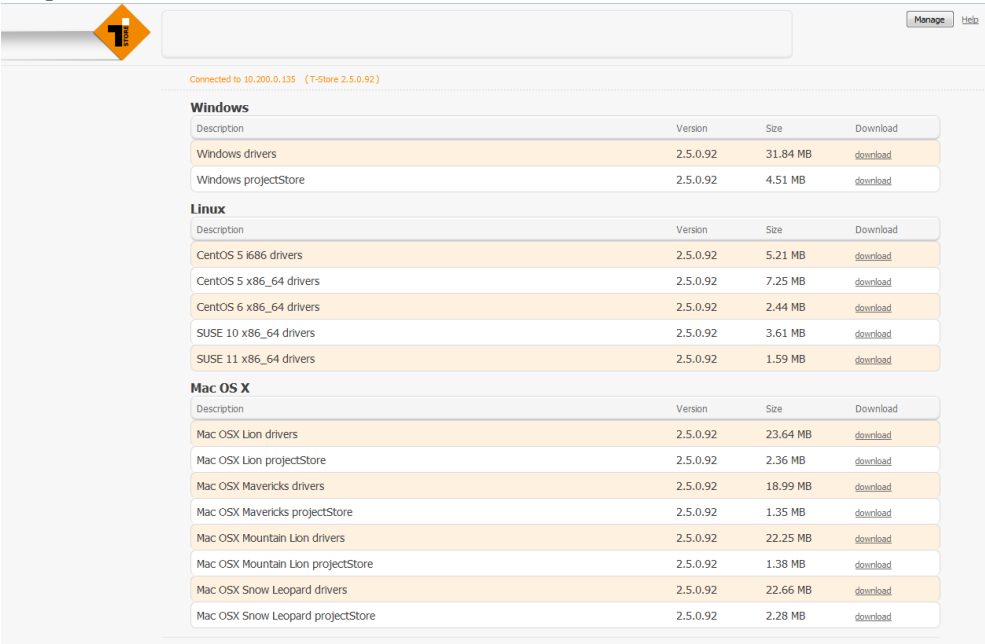 T STORE
Manage Help
Connected to 10.200.0.135 (T-Store 2.5.0.92)
Windows
Description Version Size Download
Windows drivers 2.5.0.92 31.84 MB download
Windows projectStore 2.5.0.92 4.51 MB download
Linux
Description Version Size Download
CentOS 5 i686 drivers 2.5.0.92 5.21 MB download
CentOS 5 x86_64 drivers 2.5.0.92 7.25 MB download
CentOS 6 x86_64 drivers 2.5.0.92 2.44 MB download
SUSE 10 x86_64 drivers 2.5.0.92 3.61 MB download
SUSE 11 x86_64 drivers 2.5.0.92 1.59 MB download
Mac OS X
Description Version Size Download
Mac OSX Lion drivers 2.5.0.92 23.64 MB download
Mac OSX Lion projectStore 2.5.0.92 2.36 MB download
Mac OSX Mavericks drivers 2.5.0.92 18.99 MB download
Mac OSX Mavericks projectStore 2.5.0.92 1.35 MB download
Mac OSX Mountain Lion drivers 2.5.0.92 22.25 MB download
Mac OSX Mountain Lion projectStore 2.5.0.92 1.38 MB download
Mac OSX Snow Leopard drivers 2.5.0.92 22.66 MB download
Mac OSX Snow Leopard projectStore 2.5.0.92 2.28 MB download